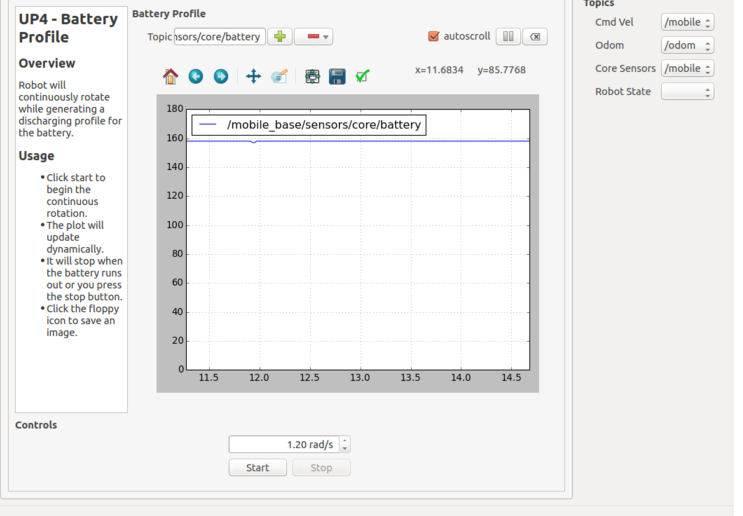 UP4 - Battery
Profile
Overview
Robot will
continuously rotate
while generating a
discharging profile for
the battery.
Usage
•Click start to
begin the
continuous
rotation.
•The plot will
update
dynamically.
•It will stop when
the battery runs
out or you press
the stop button.
•Click the floppy
icon to save an
image.
Battery Profile
Topic sors/core/battery
autoscroll
x=11.6834 y=85.7768
/mobile_base/sensors/core/battery
180
160
140
120
100
80
60
40
20
0
11.5 12.0 12.5 13.0 13.5 14.0 14.5
Controls
1.20 rad/s
Start Stop
Topics
Cmd Vel /mobile
Odom /odom
Core Sensors /mobile
Robot State